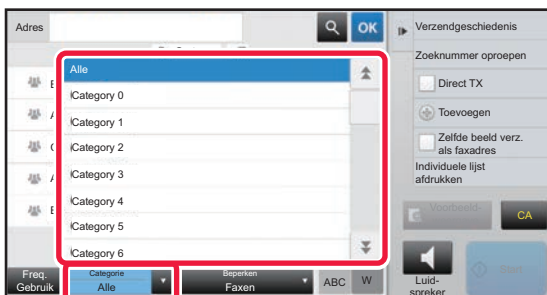 Adres
OK
Alle
Category 0
Category 1
Category 2
Category 3
Category 4
Category 5
Category 6
Freq.
Gebruik
Categorie
Alle
Beperken
Faxen
ABC
W
Verzendgeschiedenis
Zoeknummer oproepen
Direct TX
Toevoegen
Zelfde beeld verz.
als faxadres
Individuele lijst
afdrukken
Voorbeeld
CA
Luid-
spreker
Start